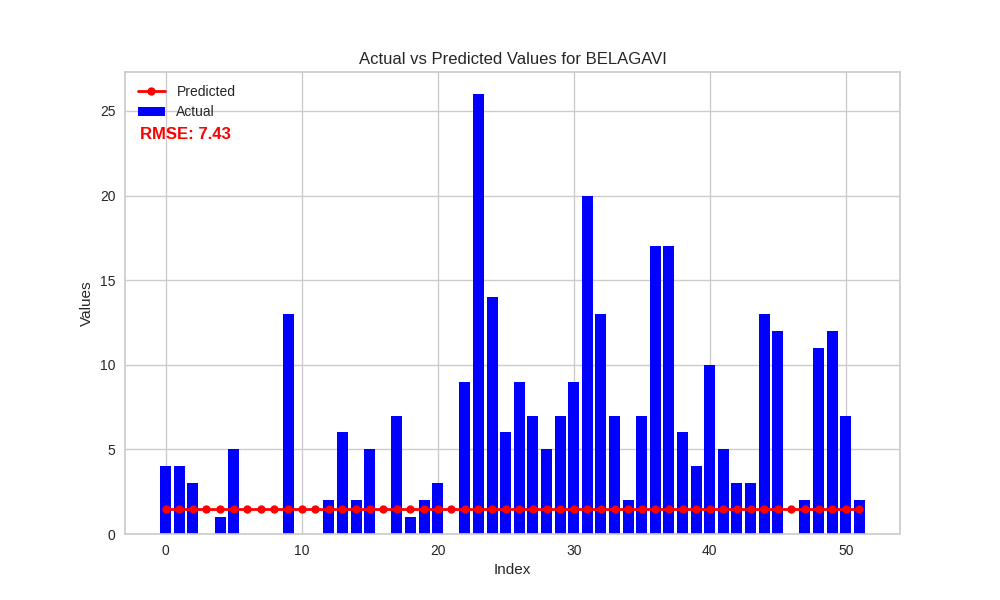 Actual vs Predicted Values for BELAGAVI
Predicted
Actual
RMSE: 7.43
25
20
15
10
5
0
Values
0 10 20 30 40 50
Index